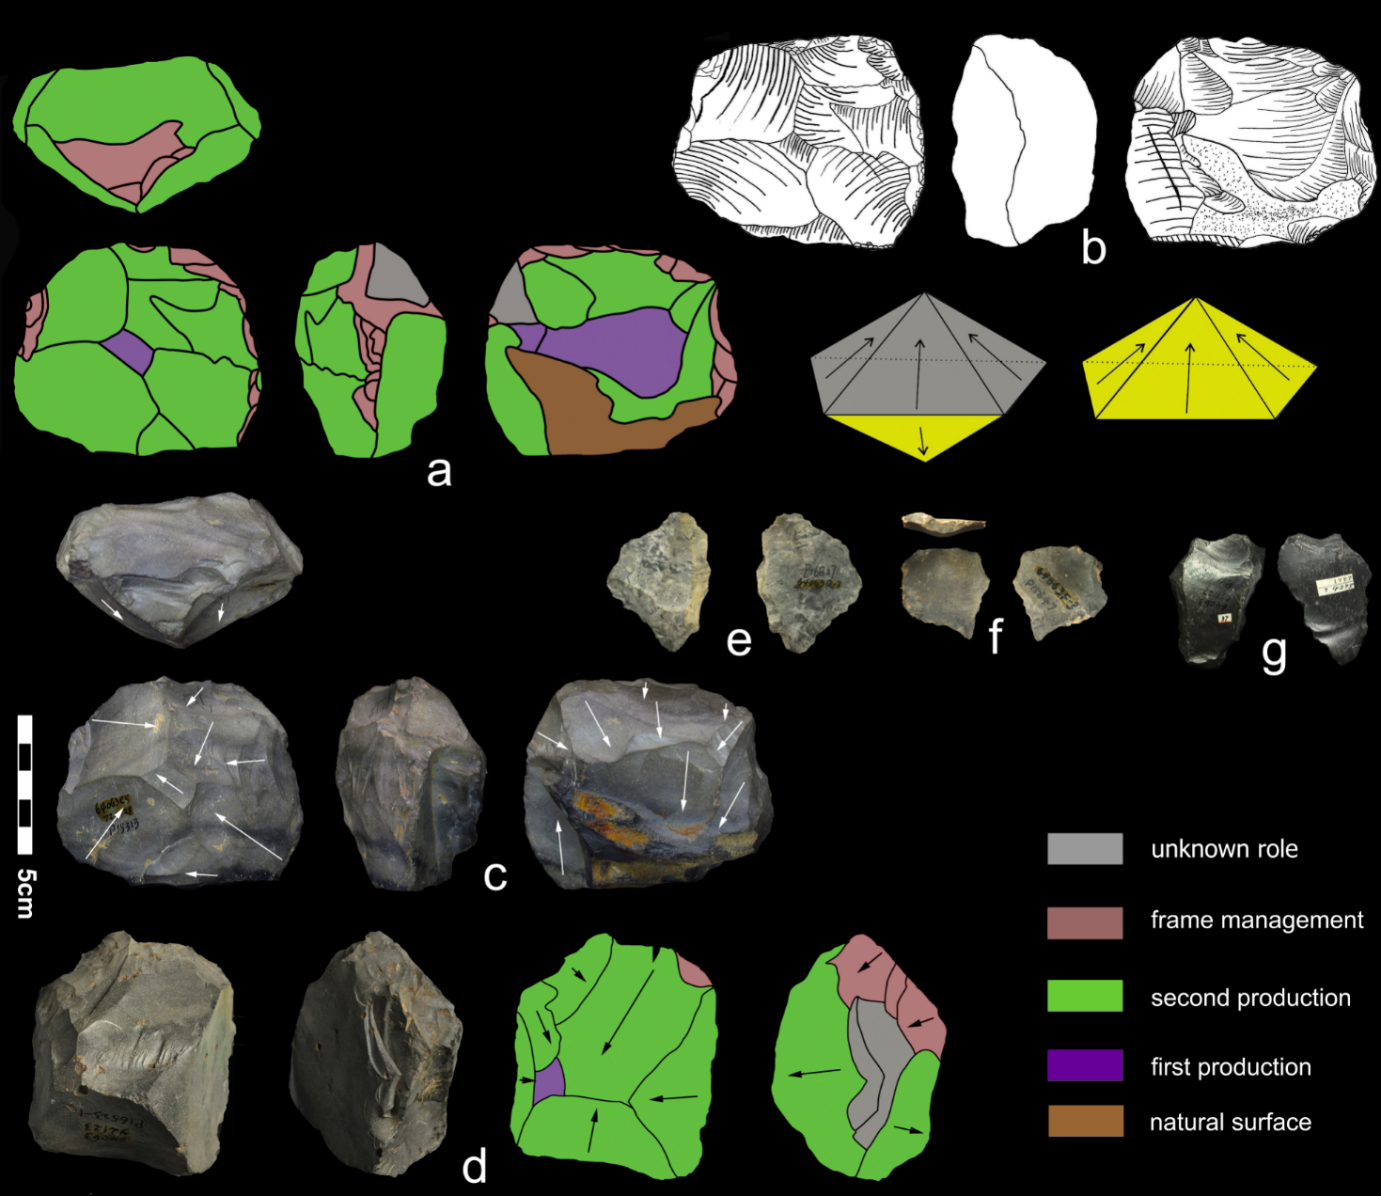 b
a
e
f
g
c
5cm
unknown role
frame management
second production
first production
natural surface
d